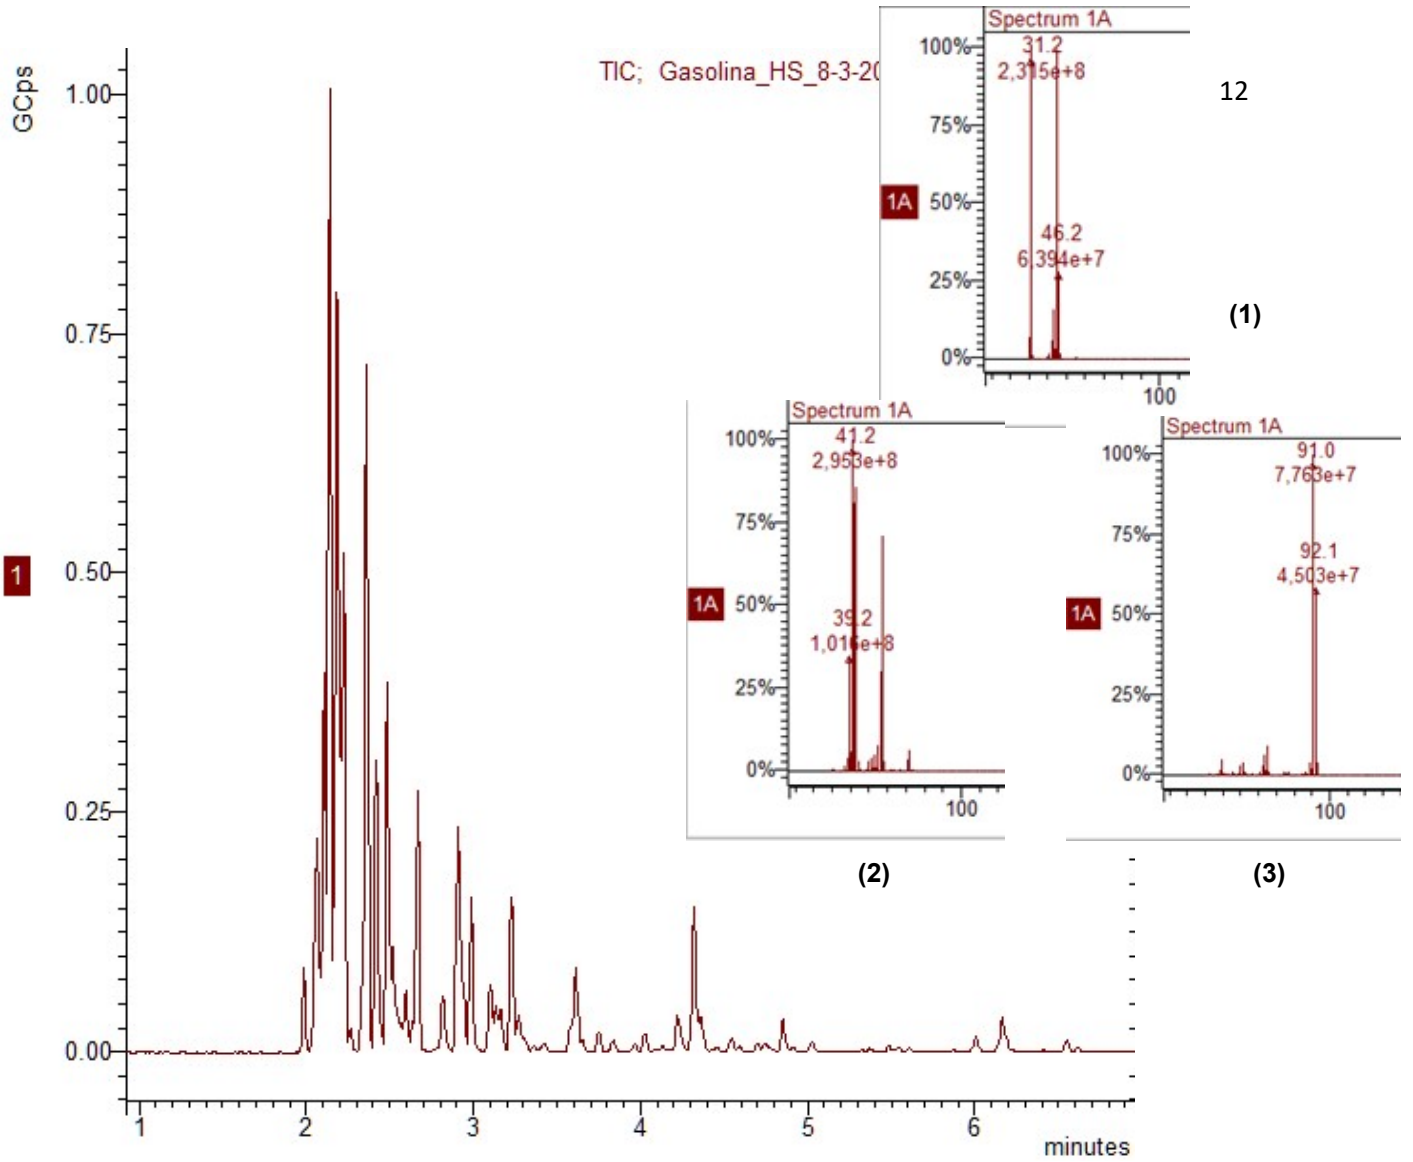 GCps
TIC; Gasolina_HS_8-3-20
1.00
0.75
0.50
0.25
0.00
1
1
2
3
4
5
6
minutes
Spectrum 1A
100%
75%
50%
25%
0%
1A
31.2
2,315e+8
46.2
6,394e+7
100
12
(1)
Spectrum 1A
100%
75%
50%
25%
0%
1A
41.2
2,953e+8
39.2
1,016e+8
100
(2)
Spectrum 1A
100%
75%
50%
25%
0%
1A
91.0
7,763e+7
92.1
4,503e+7
100
(3)